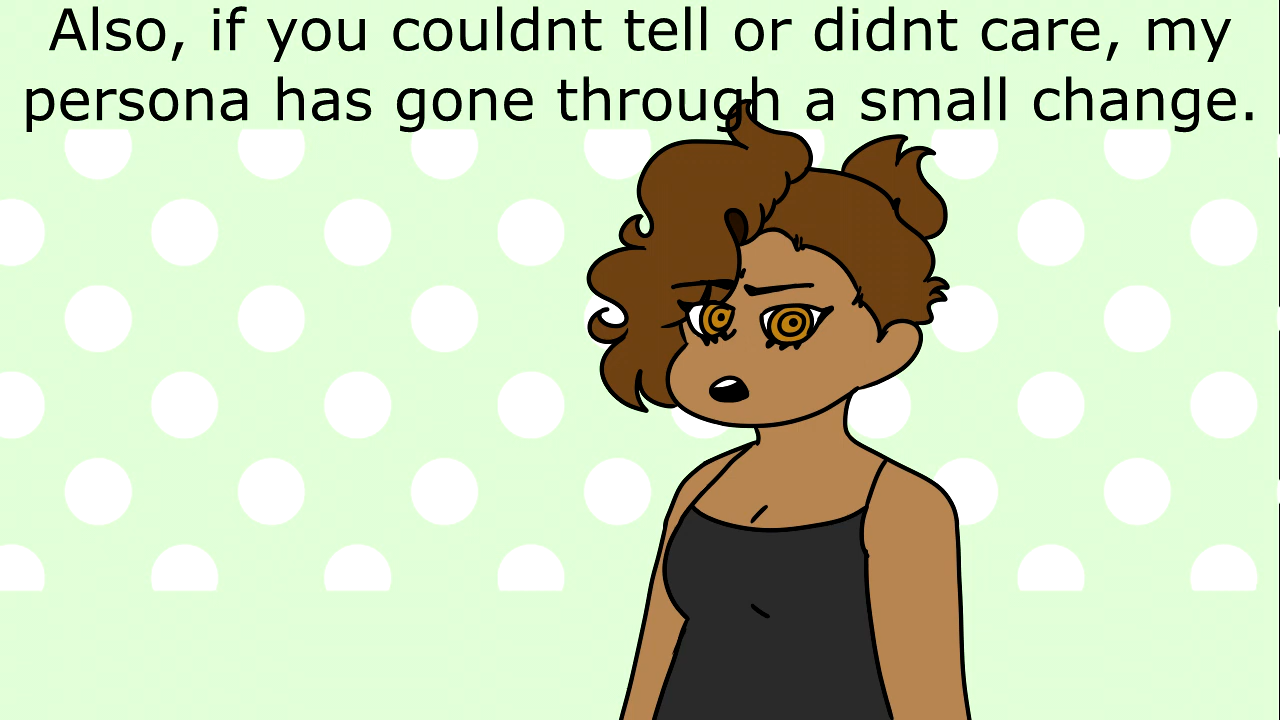 Also, if you couldnt tell or didnt care, my
persona has gone through a small change.